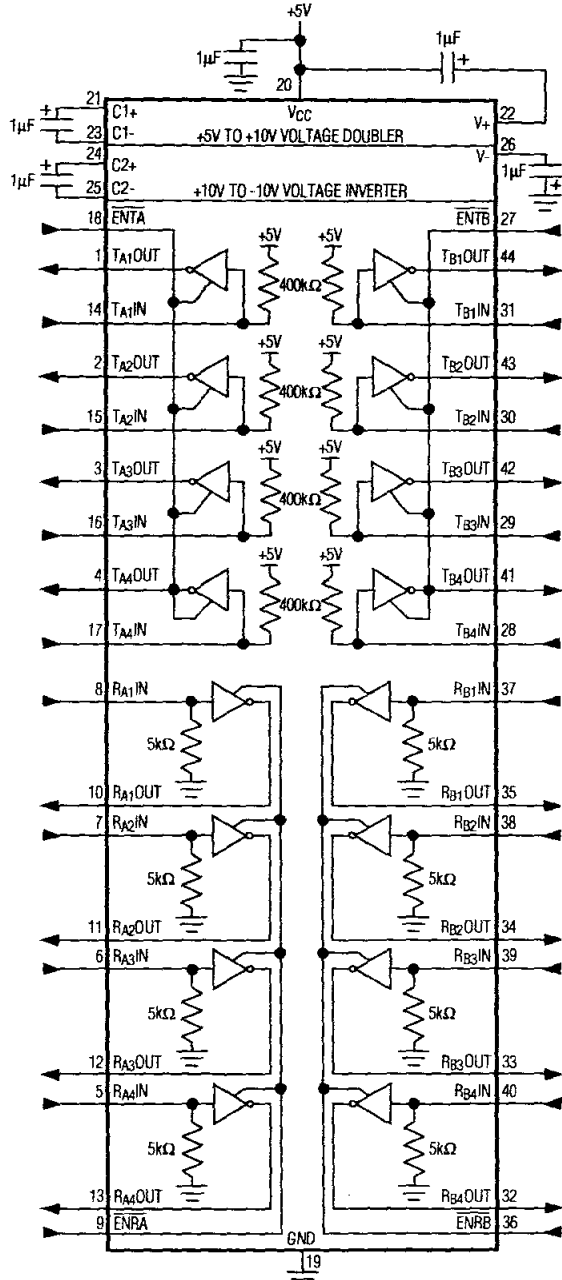 +5V
1µF
1µF
20
21 C1+ VCC V+ 22
1µF
23 C1- +5V TO +10V VOLTAGE DOUBLER 26
24 C2+ V-
1µF 1µF
25 C2- +10V TO -10V VOLTAGE INVERTER
18 ENTA ENTB 27
+5V +5V
1 TA1OUT 400kΩ TB1OUT 44
14 TA1IN TB1IN 31
+5V +5V
2 TA2OUT 400kΩ TB2OUT 43
15 TA2IN TB2IN 30
+5V +5V
3 TA3OUT 400kΩ TB3OUT 42
16 TA3IN TB3IN 29
+5V +5V
4 TA4OUT 400kΩ TB4OUT 41
17 TA4IN TB4IN 28
8 RA1IN RB1IN 37
5kΩ 5kΩ
10 RA1OUT RB1OUT 35
7 RA2IN RB2IN 38
5kΩ 5kΩ
11 RA2OUT RB2OUT 34
6 RA3IN RB3IN 39
5kΩ 5kΩ
12 RA3OUT RB3OUT 33
5 RA4IN RB4IN 40
5kΩ 5kΩ
13 RA4OUT RB4OUT 32
9 ENRA ENRB 36
GND
19